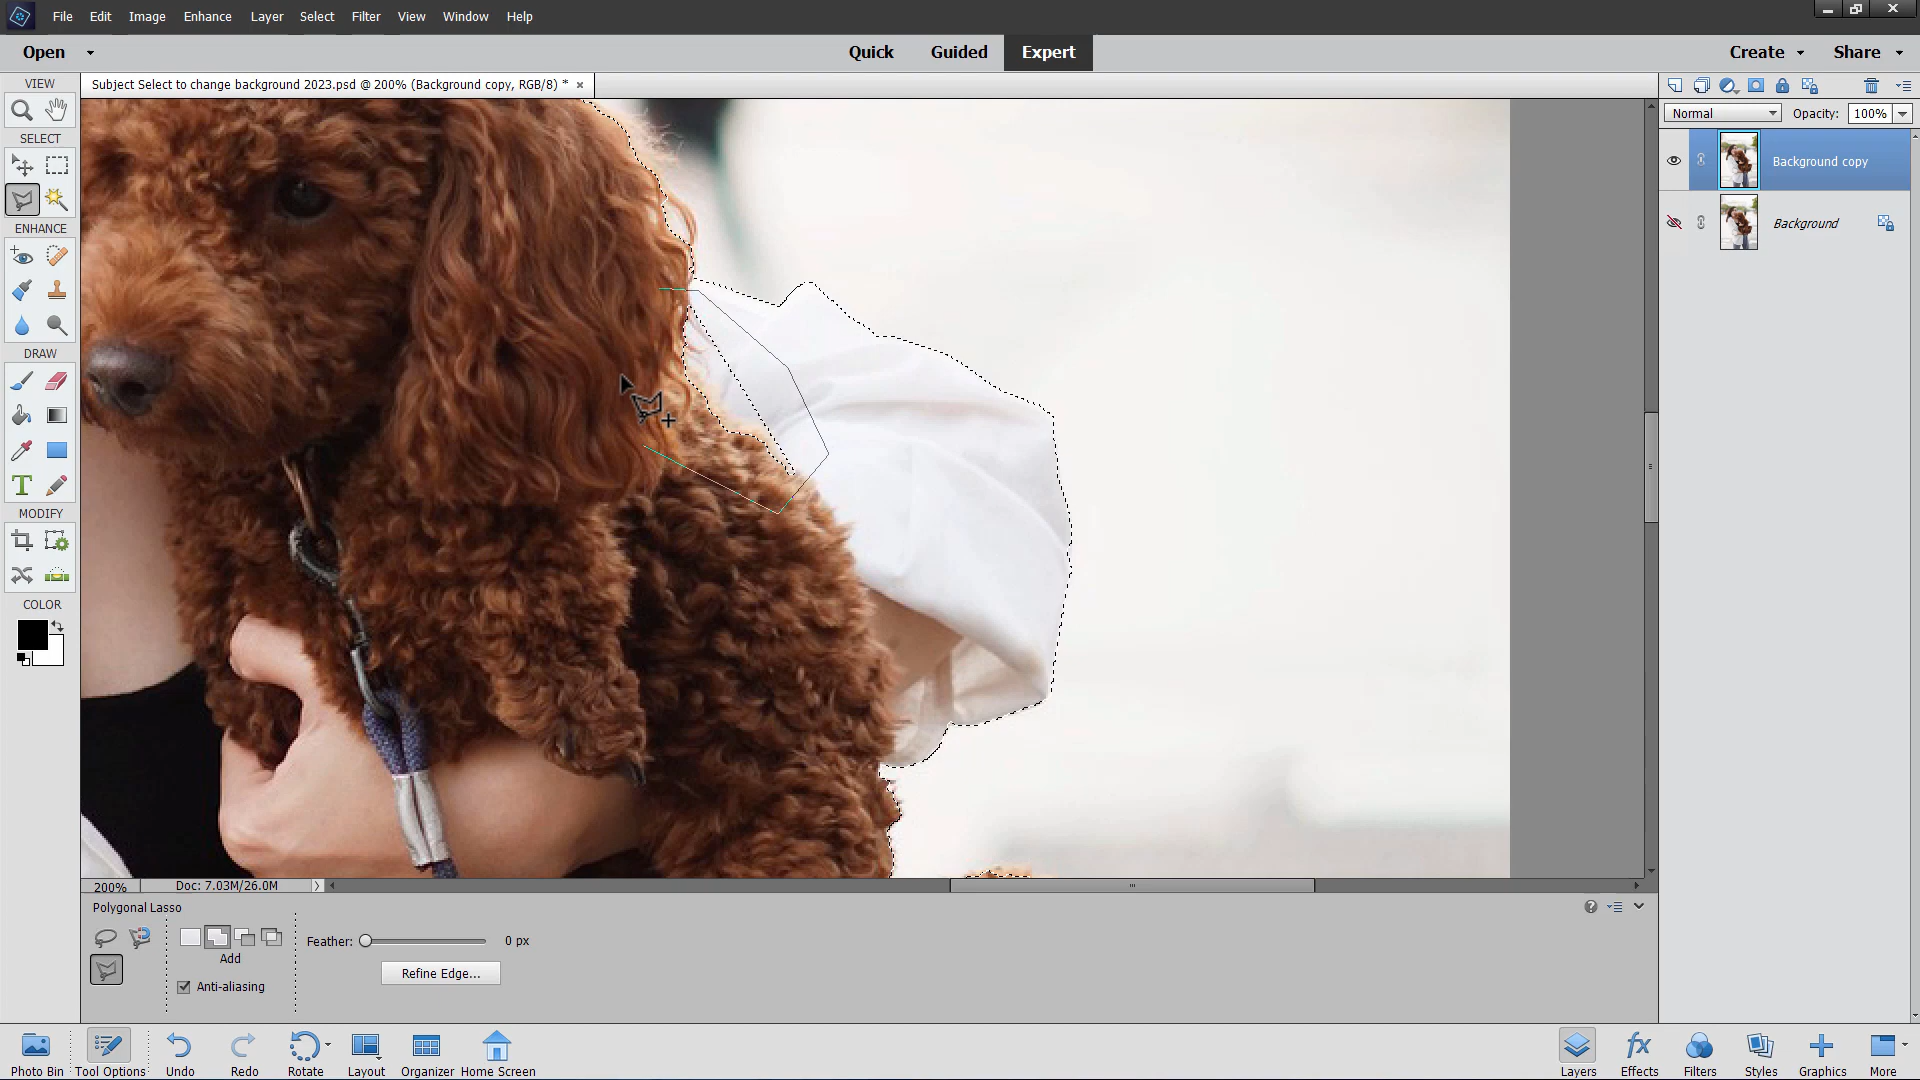 File Edit Image Enhance Layer Select Filter View Window Help
Open Quick Guided Expert Create Share
VIEW
Subject Select to change background 2023.psd @ 200% (Background copy, RGB/8) * ×
Normal Opacity: 100%
SELECT
Background copy
Background
ENHANCE
DRAW
T
MODIFY
COLOR
200% Doc: 7.03M/26.0M
Polygonal Lasso
Feather: 0 px
Add
Refine Edge...
Anti-aliasing
fx
Photo Bin Tool Options Undo Redo Rotate Layout Organizer Home Screen Layers Effects Filters Styles Graphics More